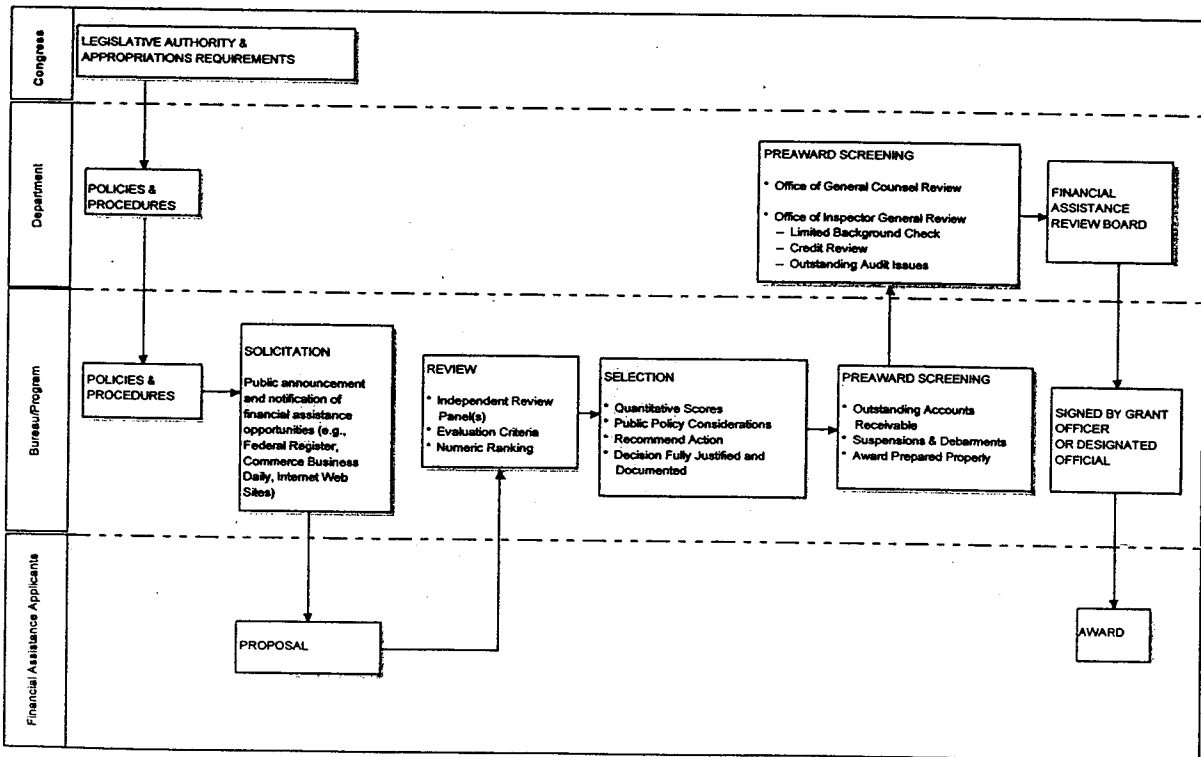 Congress
LEGISLATIVE AUTHORITY &
APPROPRIATIONS REQUIREMENTS
Department
POLICIES &
PROCEDURES
PREAWARD SCREENING
* Office of General Counsel Review
* Office of Inspector General Review
– Limited Background Check
– Credit Review
– Outstanding Audit Issues
FINANCIAL
ASSISTANCE
REVIEW BOARD
Bureau/Program
POLICIES &
PROCEDURES
SOLICITATION
Public announcement
and notification of
financial assistance
opportunities (e.g.,
Federal Register,
Commerce Business
Daily, Internet Web
Sites)
REVIEW
* Independent Review
Panel(s)
* Evaluation Criteria
* Numeric Ranking
SELECTION
* Quantitative Scores
* Public Policy Considerations
* Recommend Action
* Decision Fully Justified and
Documented
PREAWARD SCREENING
* Outstanding Accounts
Receivable
* Suspensions & Debarments
* Award Prepared Properly
SIGNED BY GRANT
OFFICER
OR DESIGNATED
OFFICIAL
Financial Assistance Applicants
PROPOSAL
AWARD